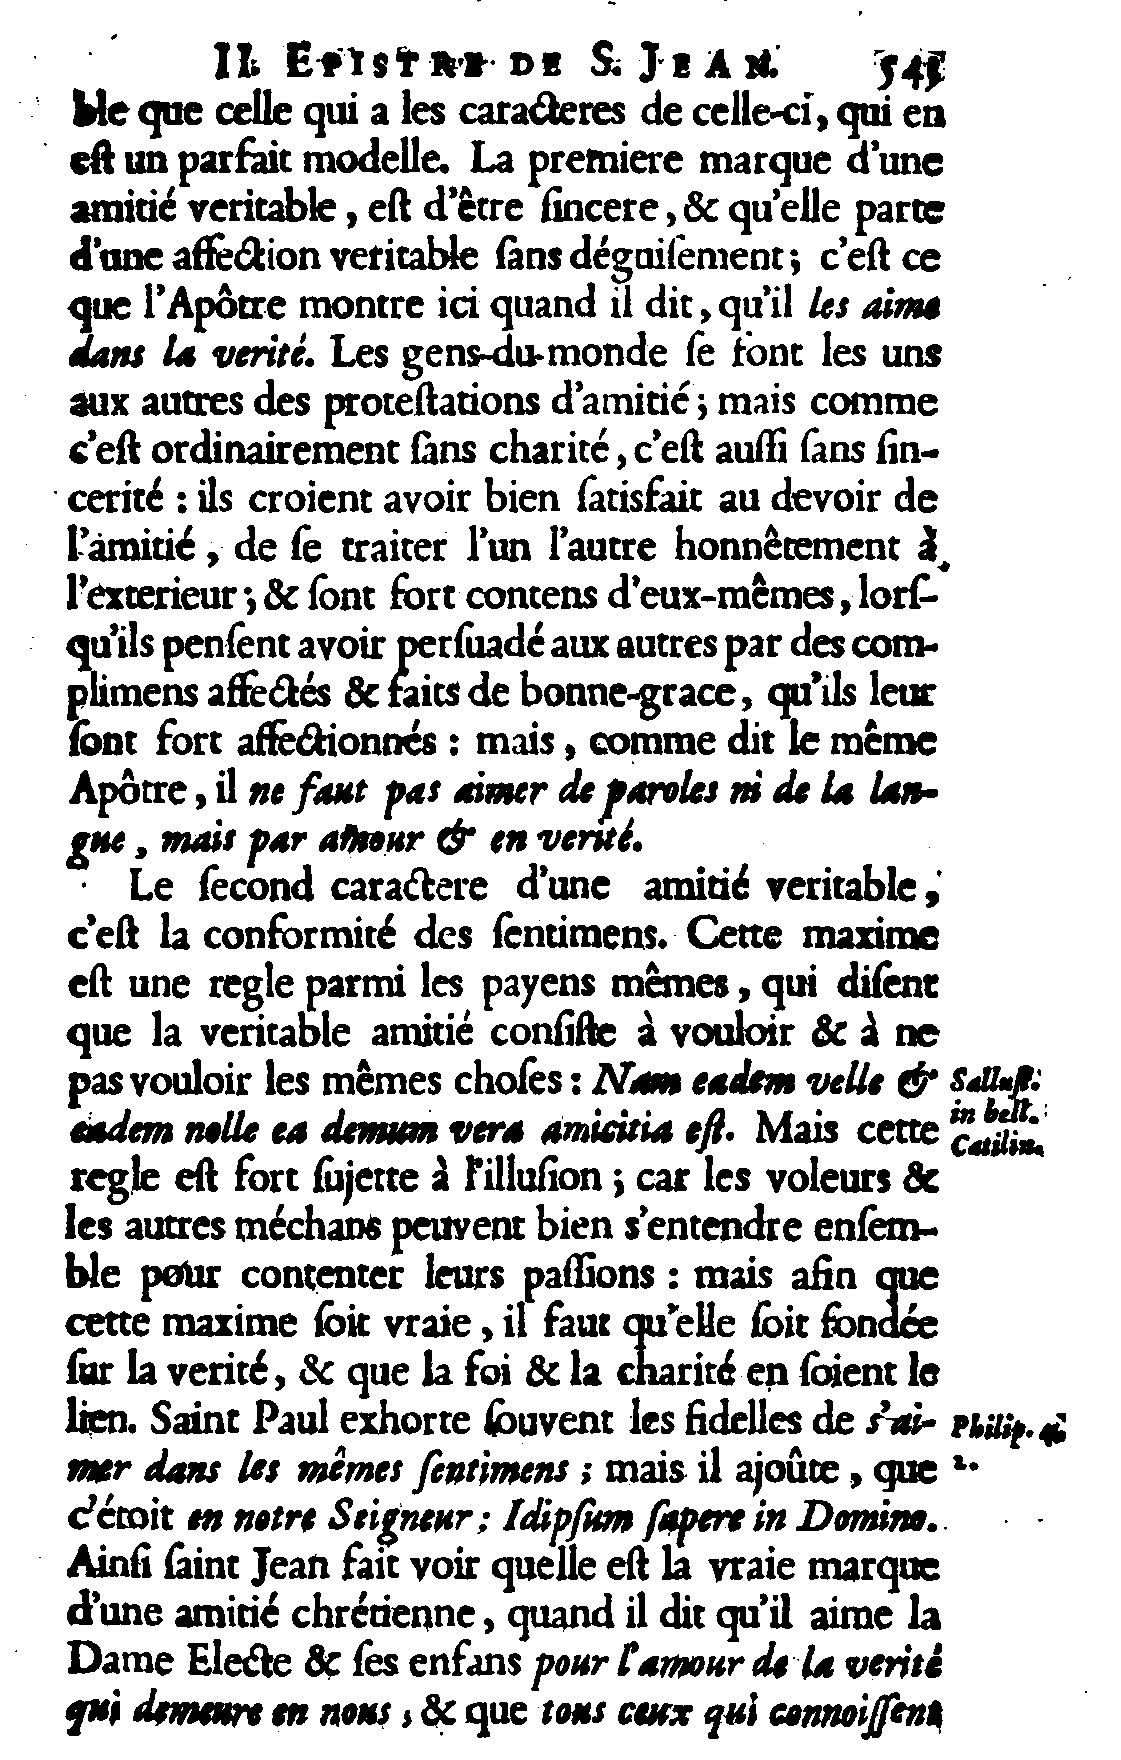 II. EPISTRE DE S. JEAN. 545
ble que celle qui a les caracteres de celle-ci, qui en
est un parfait modelle. La premiere marque d'une
amitié veritable, est d'être sincere, & qu'elle parte
d'une affection veritable sans déguisement; c'est ce
que l'Apôtre montre ici quand il dit, qu'il les aime
dans la verité. Les gens-du-monde se font les uns
aux autres des protestations d'amitié; mais comme
c'est ordinairement sans charité, c'est aussi sans sin-
cerité : ils croient avoir bien satisfait au devoir de
l'amitié, de se traiter l'un l'autre honnêtement à
l'exterieur; & sont fort contens d'eux-mêmes, lors-
qu'ils pensent avoir persuadé aux autres par des com-
plimens affectés & faits de bonne-grace, qu'ils leur
sont fort affectionnés : mais, comme dit le même
Apôtre, il ne faut pas aimer de paroles ni de la lan-
gue, mais par amour & en verité.
Le second caractere d'une amitié veritable,
c'est la conformité des sentimens. Cette maxime
est une regle parmi les payens mêmes, qui disent
que la veritable amitié consiste à vouloir & à ne
pas vouloir les mêmes choses : Nam eadem velle &
eadem nolle ea demum vera amicitia est. Mais cette
Sallust.
in bell.
Catilin.
regle est fort sujette à l'illusion; car les voleurs &
les autres méchans peuvent bien s'entendre ensem-
ble pour contenter leurs passions : mais afin que
cette maxime soit vraie, il faut qu'elle soit fondée
sur la verité, & que la foi & la charité en soient le
lien. Saint Paul exhorte souvent les fidelles de s'ai-
mer dans les mêmes sentimens; mais il ajoûte, que
Philip. 4.
2.
c'étoit en notre Seigneur; Idipsum sapere in Domino.
Ainsi saint Jean fait voir quelle est la vraie marque
d'une amitié chrétienne, quand il dit qu'il aime la
Dame Electe & ses enfans pour l'amour de la verité
qui demeure en nous, & que tous ceux qui connoissent